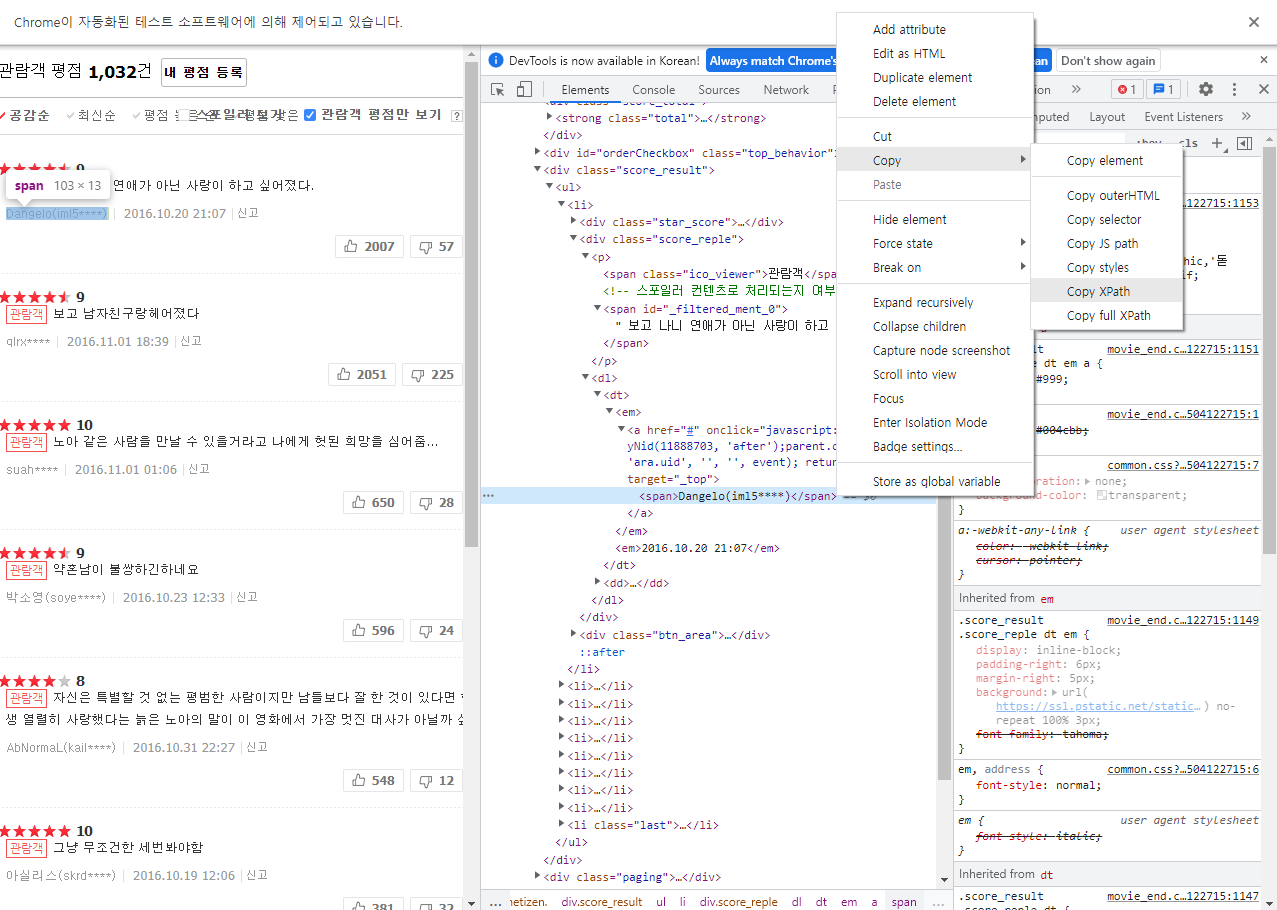 Chrome이 자동화된 테스트 소프트웨어에 의해 제어되고 있습니다.
관람객 평점 1,032건 내 평점 등록
공감순 최신순 평점
관람객 평점만 보기 ?
9
span 103 × 13
연애가 아닌 사랑이 하고 싶어졌다.
Dangelo(iml5****) 2016.10.20 21:07 신고
2007 57
9
관람객 보고 남자친구랑헤어졌다
qlrx**** 2016.11.01 18:39 신고
2051 225
10
관람객 노아 같은 사람을 만날 수 있을거라고 나에게 헛된 희망을 심어줌...
suah**** 2016.11.01 01:06 신고
650 28
9
관람객 약혼남이 불쌍하긴하네요
박소영(soye****) 2016.10.23 12:33 신고
596 24
8
관람객 자신은 특별할 것 없는 평범한 사람이지만 남들보다 잘 한 것이 있다면
생 열렬히 사랑했다는 늙은 노아의 말이 이 영화에서 가장 멋진 대사가 아닐까
AbNormaL(kail****) 2016.10.31 22:27 신고
548 12
10
관람객 그냥 무조건한 세번봐야함
아실리스(skrd****) 2016.10.19 12:06 신고
381 32
DevTools is now available in Korean! Always match Chrome's
Don't show again
Elements Console Sources Network
1 1
<strong class="total">…</strong>
</div>
<div id="orderCheckbox" class="top_behavior"
<div class="score_result">
<ul>
<li>
<div class="star_score">…</div>
<div class="score_reple">
<p>
<span class="ico_viewer">관람객</spa
<!-- 스포일러 컨텐츠로 처리되는지 여부
<span id="_filtered_ment_0">
" 보고 나니 연애가 아닌 사랑이 하고
</span>
</p>
<dl>
<dt>
<em>
<a href="#" onclick="javascript:
yNid(11888703, 'after');parent.c
'ara.uid', '', '', event); retur
target="_top">
<span>Dangelo(iml5****)</span> == $0
</a>
</em>
<em>2016.10.20 21:07</em>
</dt>
<dd>…</dd>
</dl>
</div>
<div class="btn_area">…</div>
::after
</li>
<li>…</li>
<li>…</li>
<li>…</li>
<li>…</li>
<li>…</li>
<li>…</li>
<li>…</li>
<li>…</li>
<li class="last">…</li>
</ul>
</div>
<div class="paging">…</div>
... netizen. div.score_result ul li div.score_reple dl dt em a span ...
Add attribute
Edit as HTML
Duplicate element
Delete element
Cut
Copy
Paste
Hide element
Force state
Break on
Expand recursively
Collapse children
Capture node screenshot
Scroll into view
Focus
Enter Isolation Mode
Badge settings...
Store as global variable
Copy element
Copy outerHTML
Copy selector
Copy JS path
Copy styles
Copy XPath
Copy full XPath
Layout Event Listeners
:hov .cls
122715:1153
movie_end.c…122715:1151
dt em a {
#999;
movie_end.c…504122715:1
#004cbb;
common.css?…504122715:7
none;
background-color: transparent;
}
a:-webkit-any-link { user agent stylesheet
color: -webkit-link;
cursor: pointer;
}
Inherited from em
.score_result movie_end.c…122715:1149
.score_reple dt em {
display: inline-block;
padding-right: 6px;
margin-right: 5px;
background: url(
https://ssl.pstatic.net/static…) no-
repeat 100% 3px;
font-family: tahoma;
}
em, address { common.css?…504122715:6
font-style: normal;
}
em { user agent stylesheet
font-style: italic;
}
Inherited from dt
.score_result movie_end.c…122715:1147